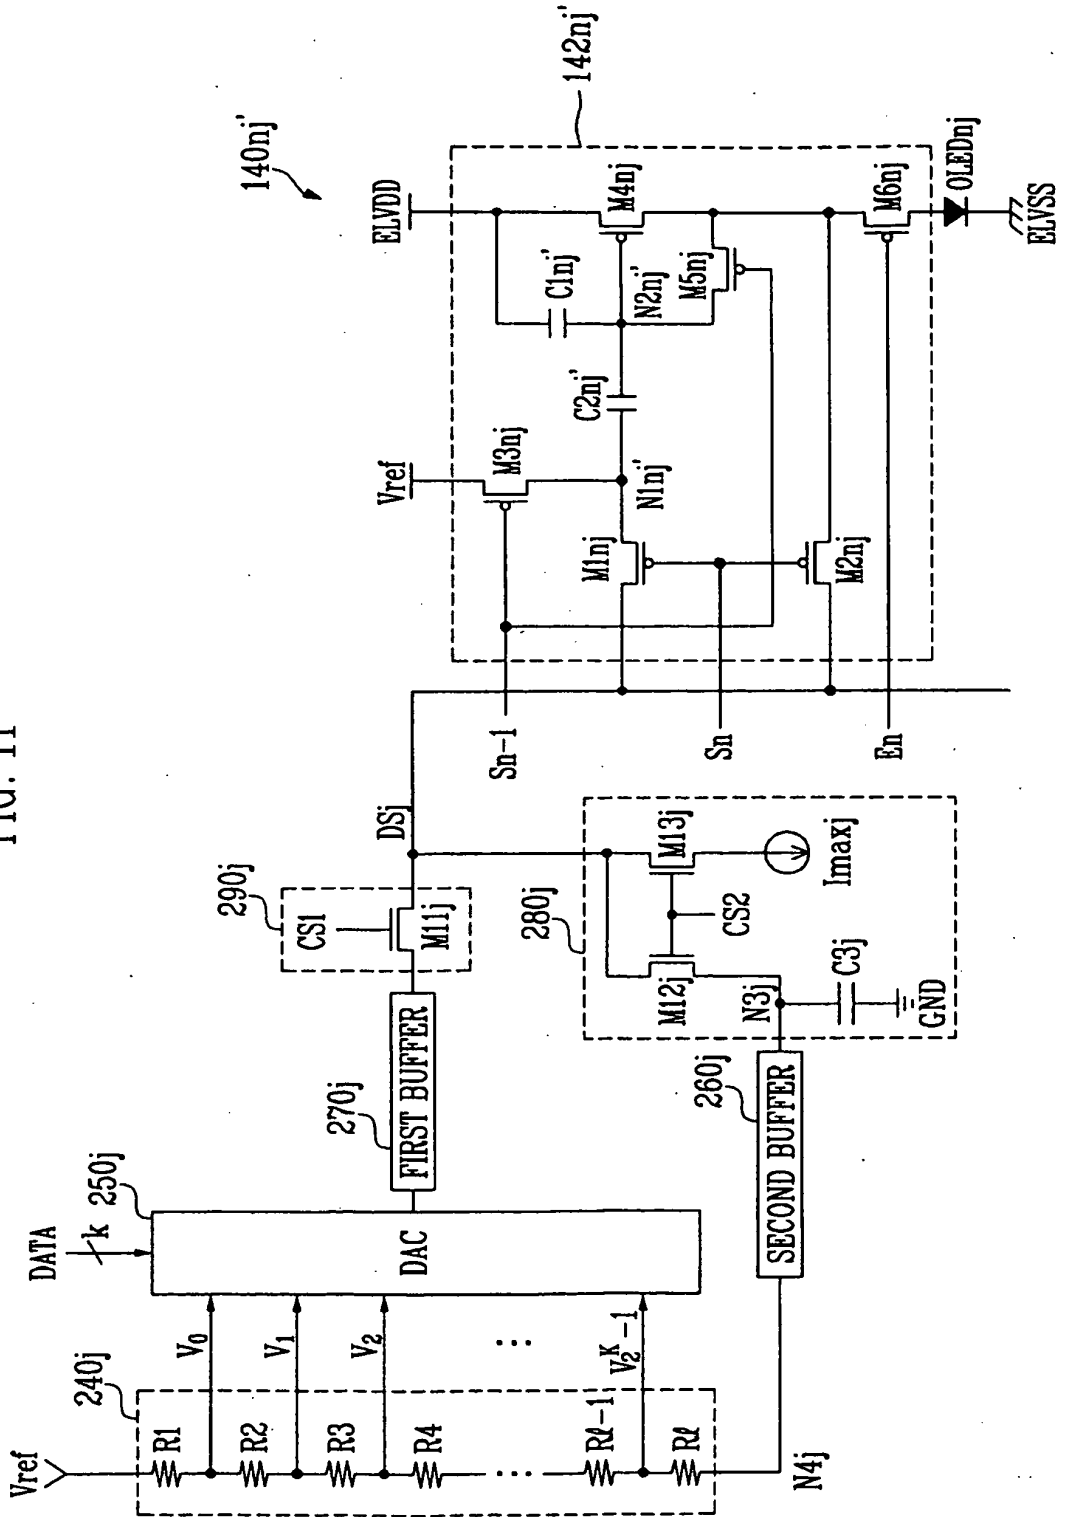 FIG. 11
Vref
240j
R1
R2
R3
R4
...
Rℓ-1
Rℓ
N4j
V0
V1
V2
...
V2^K-1
DATA
k
250j
DAC
270j
FIRST BUFFER
260j
SECOND BUFFER
290j
CS1
M11j
DSj
280j
M12j
M13j
CS2
N3j
C3j
GND
Imaxj
Sn-1
Sn
En
140nj'
142nj'
Vref
M3nj
N1nj'
M1nj
M2nj
C2nj'
C1nj'
N2nj'
M5nj
ELVDD
M4nj
M6nj
OLEDnj
ELVSS